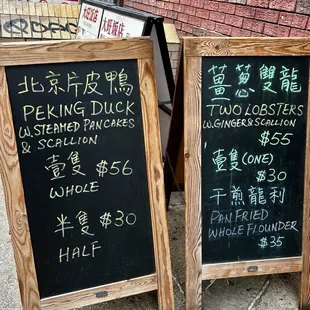 北京片皮鴨
PEKING DUCK
W. STEAMED PANCAKES
& SCALLION
壹隻 $56
WHOLE
半隻 $30
HALF
薑蔥雙龍
TWO LOBSTERS
W. GINGER & SCALLION
$55
壹隻(ONE)
$30
干煎龍利
PAN FRIED
WHOLE FLOUNDER
$35